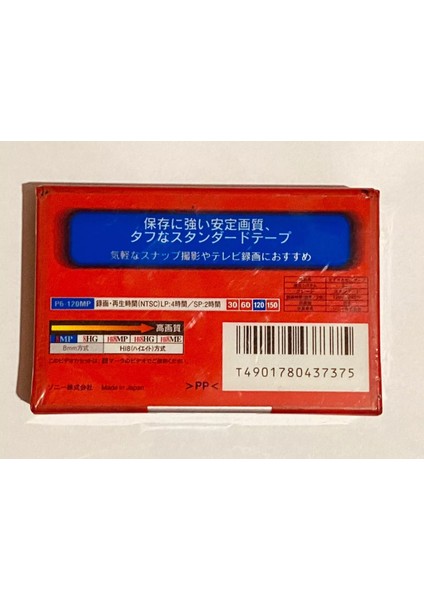 保存に強い安定画質、
タフなスタンダードテープ
気軽なスナップ撮影やテレビ録画におすすめ
P6-120MP 録画・再生時間(NTSC)LP:4時間/SP:2時間 30 60 120 150
高画質
MP HG Hi8MP Hi8HG Hi8ME
8mm方式 Hi8(ハイエイト)方式
ソニー株式会社 Made in Japan
>PP<
T4901780437375